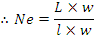 ∴ Ne = L × w / l × w